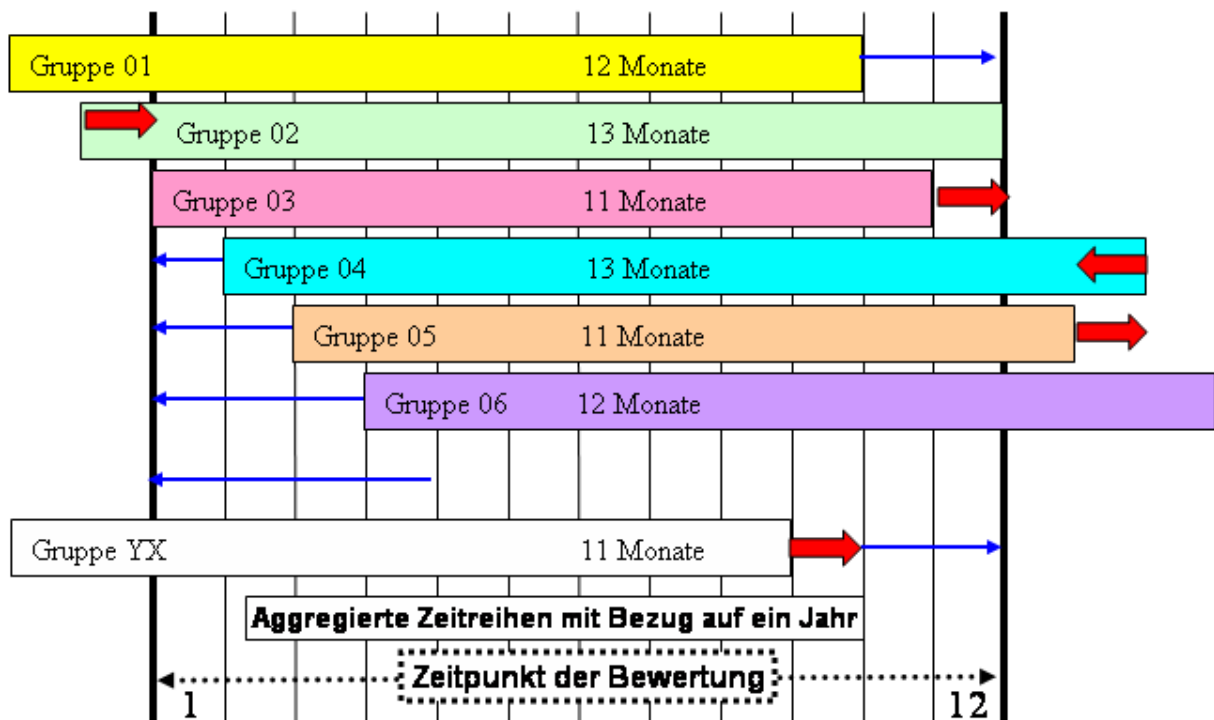 Gruppe 01 12 Monate
Gruppe 02 13 Monate
Gruppe 03 11 Monate
Gruppe 04 13 Monate
Gruppe 05 11 Monate
Gruppe 06 12 Monate
Gruppe YX 11 Monate
Aggregierte Zeitreihen mit Bezug auf ein Jahr
Zeitpunkt der Bewertung
1 12